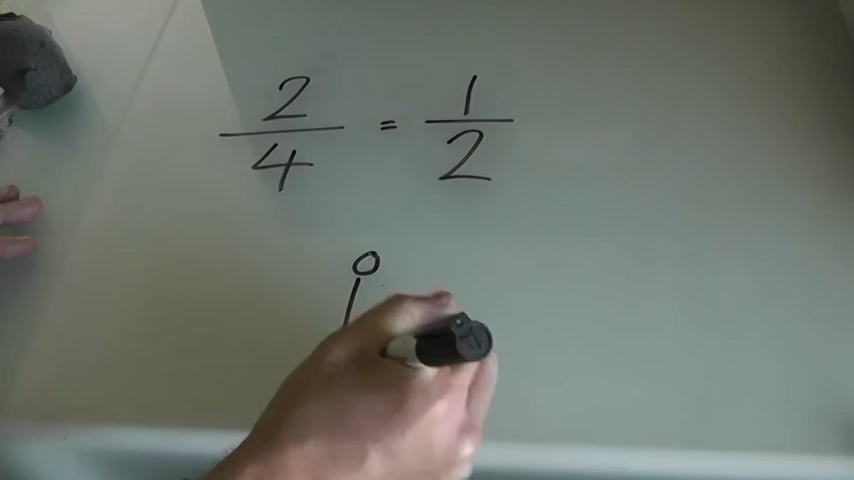 2/4 = 1/2